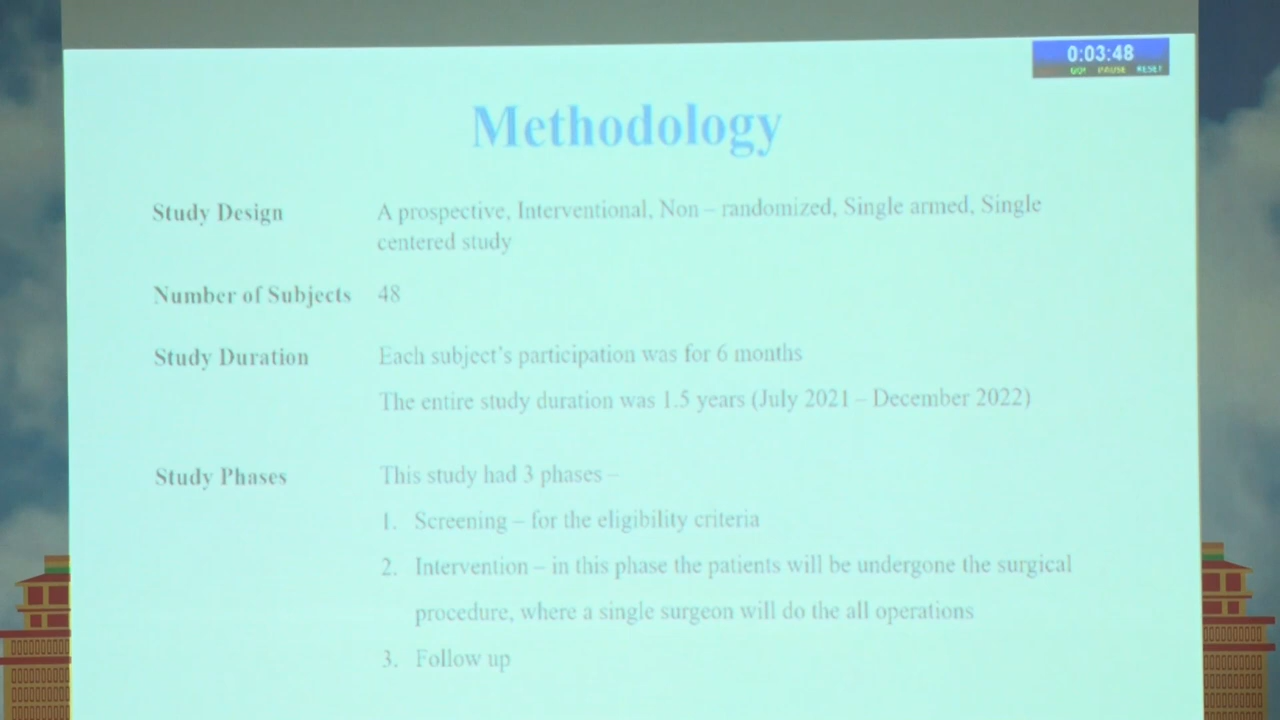 0:03:48
GO! PAUSE RESET
Methodology
Study Design A prospective, Interventional, Non – randomized, Single armed, Single
centered study
Number of Subjects 48
Study Duration Each subject's participation was for 6 months
The entire study duration was 1.5 years (July 2021 – December 2022)
Study Phases This study had 3 phases –
1. Screening – for the eligibility criteria
2. Intervention – in this phase the patients will be undergone the surgical
procedure, where a single surgeon will do the all operations
3. Follow up